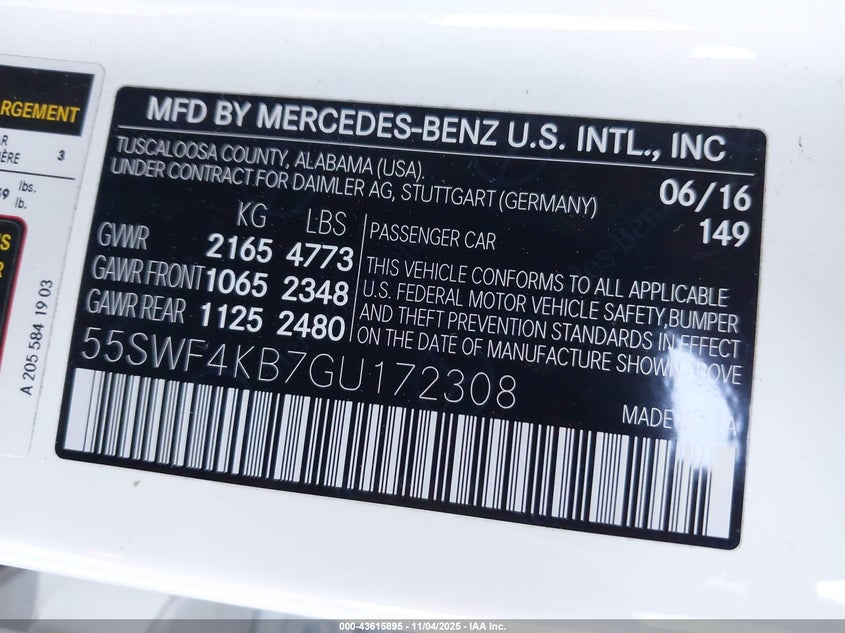 RGEMENT
3
lbs.
lb.
A 205 584 19 03
MFD BY MERCEDES-BENZ U.S. INTL., INC
TUSCALOOSA COUNTY, ALABAMA (USA).
UNDER CONTRACT FOR DAIMLER AG, STUTTGART (GERMANY)
06/16
149
KG LBS
GVWR 2165 4773
GAWR FRONT 1065 2348
GAWR REAR 1125 2480
PASSENGER CAR
THIS VEHICLE CONFORMS TO ALL APPLICABLE
U.S. FEDERAL MOTOR VEHICLE SAFETY, BUMPER
AND THEFT PREVENTION STANDARDS IN EFFECT
ON THE DATE OF MANUFACTURE SHOWN ABOVE
55SWF4KB7GU172308
MADE
000-43615895 - 11/04/2025 - IAA Inc.